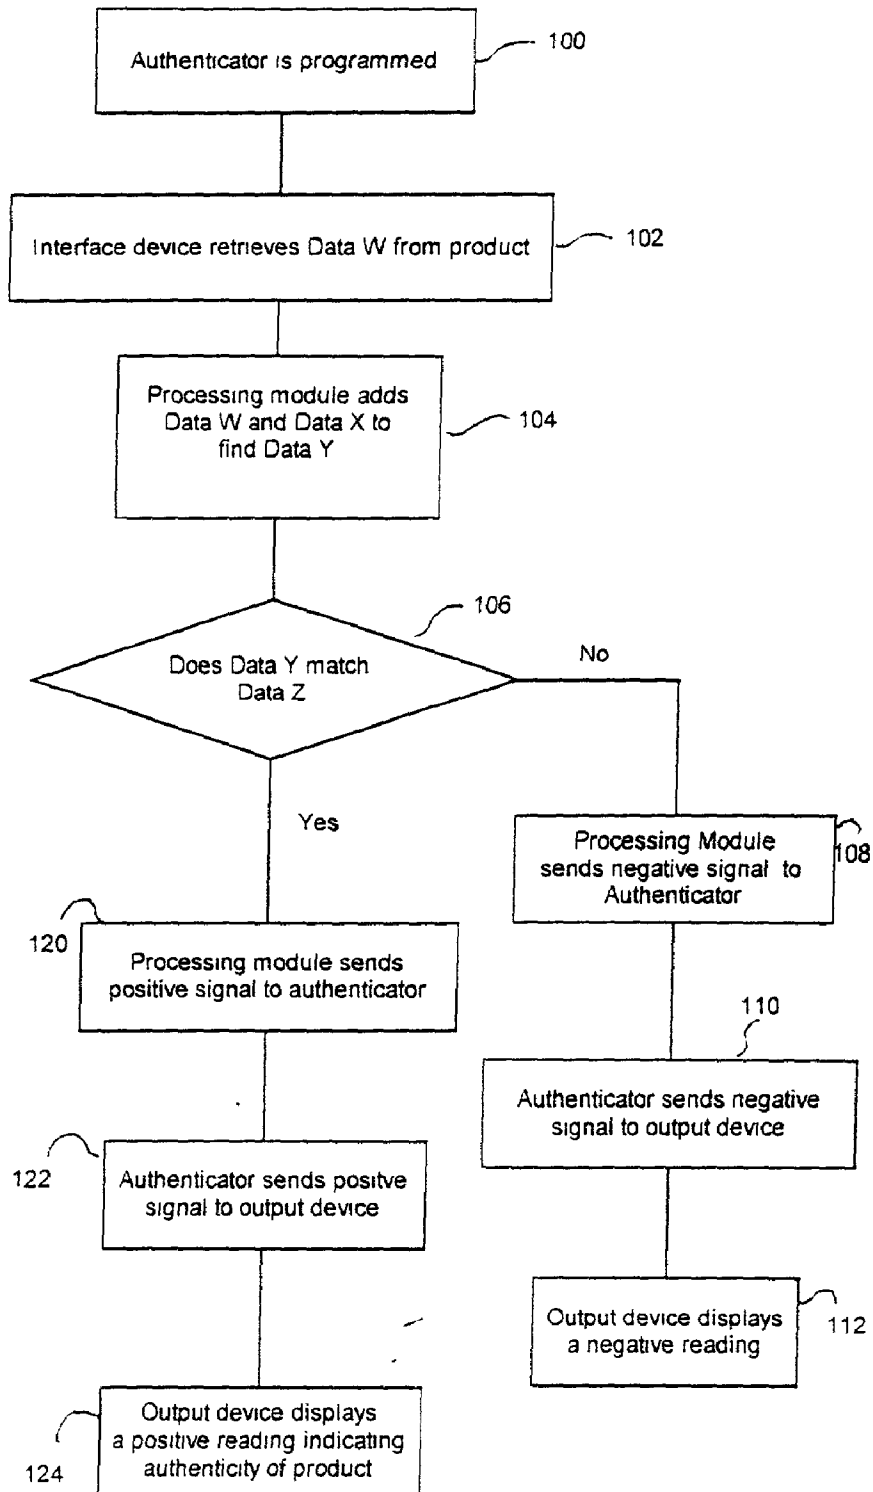 Authenticator is programmed
100
Interface device retrieves Data W from product
102
Processing module adds
Data W and Data X to
find Data Y
104
106
Does Data Y match
Data Z
No
Yes
Processing Module
sends negative signal to
Authenticator
108
120
Processing module sends
positive signal to authenticator
110
Authenticator sends negative
signal to output device
122
Authenticator sends positve
signal to output device
Output device displays
a negative reading
112
Output device displays
a positive reading indicating
authenticity of product
124